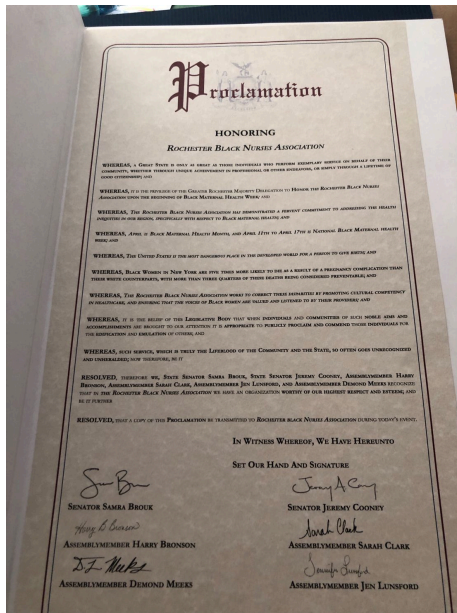 Proclamation
HONORING
ROCHESTER BLACK NURSES ASSOCIATION
WHEREAS, A GREAT STATE IS ONLY AS GREAT AS THOSE INDIVIDUALS WHO PERFORM EXEMPLARY SERVICE ON BEHALF OF THEIR
COMMUNITY, WHETHER THROUGH UNIQUE ACHIEVEMENT IN PROFESSIONAL OR OTHER ENDEAVORS, OR SIMPLY THROUGH A LIFETIME OF
GOOD CITIZENSHIP; AND
WHEREAS, IT IS THE PRIVILEGE OF THE GREATER ROCHESTER MAJORITY DELEGATION TO HONOR THE ROCHESTER BLACK NURSES
ASSOCIATION UPON THE BEGINNING OF BLACK MATERNAL HEALTH WEEK; AND
WHEREAS, THE ROCHESTER BLACK NURSES ASSOCIATION HAS DEMONSTRATED A FERVENT COMMITMENT TO ADDRESSING THE HEALTH
INEQUITIES IN OUR REGION, SPECIFICALLY WITH RESPECT TO BLACK MATERNAL HEALTH; AND
WHEREAS, APRIL IS BLACK MATERNAL HEALTH MONTH, AND APRIL 11TH TO APRIL 17TH IS NATIONAL BLACK MATERNAL HEALTH
WEEK; AND
WHEREAS, THE UNITED STATES IS THE MOST DANGEROUS PLACE IN THE DEVELOPED WORLD FOR A PERSON TO GIVE BIRTH; AND
WHEREAS, BLACK WOMEN IN NEW YORK ARE FIVE TIMES MORE LIKELY TO DIE AS A RESULT OF A PREGNANCY COMPLICATION THAN
THEIR WHITE COUNTERPARTS, WITH MORE THAN THREE QUARTERS OF THESE DEATHS BEING CONSIDERED PREVENTABLE; AND
WHEREAS, THE ROCHESTER BLACK NURSES ASSOCIATION WORK TO CORRECT THESE DISPARITIES BY PROMOTING CULTURAL COMPETENCY
IN HEALTHCARE, AND ENSURING THAT THE VOICES OF BLACK WOMEN ARE VALUED AND LISTENED TO BY THEIR PROVIDERS; AND
WHEREAS, IT IS THE BELIEF OF THIS LEGISLATIVE BODY THAT WHEN INDIVIDUALS AND COMMUNITIES OF SUCH NOBLE AIMS AND
ACCOMPLISHMENTS ARE BROUGHT TO OUR ATTENTION IT IS APPROPRIATE TO PUBLICLY PROCLAIM AND COMMEND THOSE INDIVIDUALS FOR
THE EDIFICATION AND EMULATION OF OTHERS; AND
WHEREAS, SUCH SERVICE, WHICH IS TRULY THE LIFEBLOOD OF THE COMMUNITY AND THE STATE, SO OFTEN GOES UNRECOGNIZED
AND UNHERALDED; NOW THEREFORE, BE IT
RESOLVED, THEREFORE WE, STATE SENATOR SAMRA BROUK, STATE SENATOR JEREMY COONEY, ASSEMBLYMEMBER HARRY
BRONSON, ASSEMBLYMEMBER SARAH CLARK, ASSEMBLYMEMBER JEN LUNSFORD, AND ASSEMBLYMEMBER DEMOND MEEKS RECOGNIZE
THAT IN THE ROCHESTER BLACK NURSES ASSOCIATION WE HAVE AN ORGANIZATION WORTHY OF OUR HIGHEST RESPECT AND ESTEEM; AND
BE IT FURTHER
RESOLVED, THAT A COPY OF THIS PROCLAMATION BE TRANSMITTED TO ROCHESTER BLACK NURSES ASSOCIATION DURING TODAY'S EVENT.
IN WITNESS WHEREOF, WE HAVE HEREUNTO
SET OUR HAND AND SIGNATURE
SENATOR SAMRA BROUK
SENATOR JEREMY COONEY
Harry B Bronson
Sarah Clark
ASSEMBLYMEMBER HARRY BRONSON
ASSEMBLYMEMBER SARAH CLARK
Jennifer Lunsford
ASSEMBLYMEMBER DEMOND MEEKS
ASSEMBLYMEMBER JEN LUNSFORD